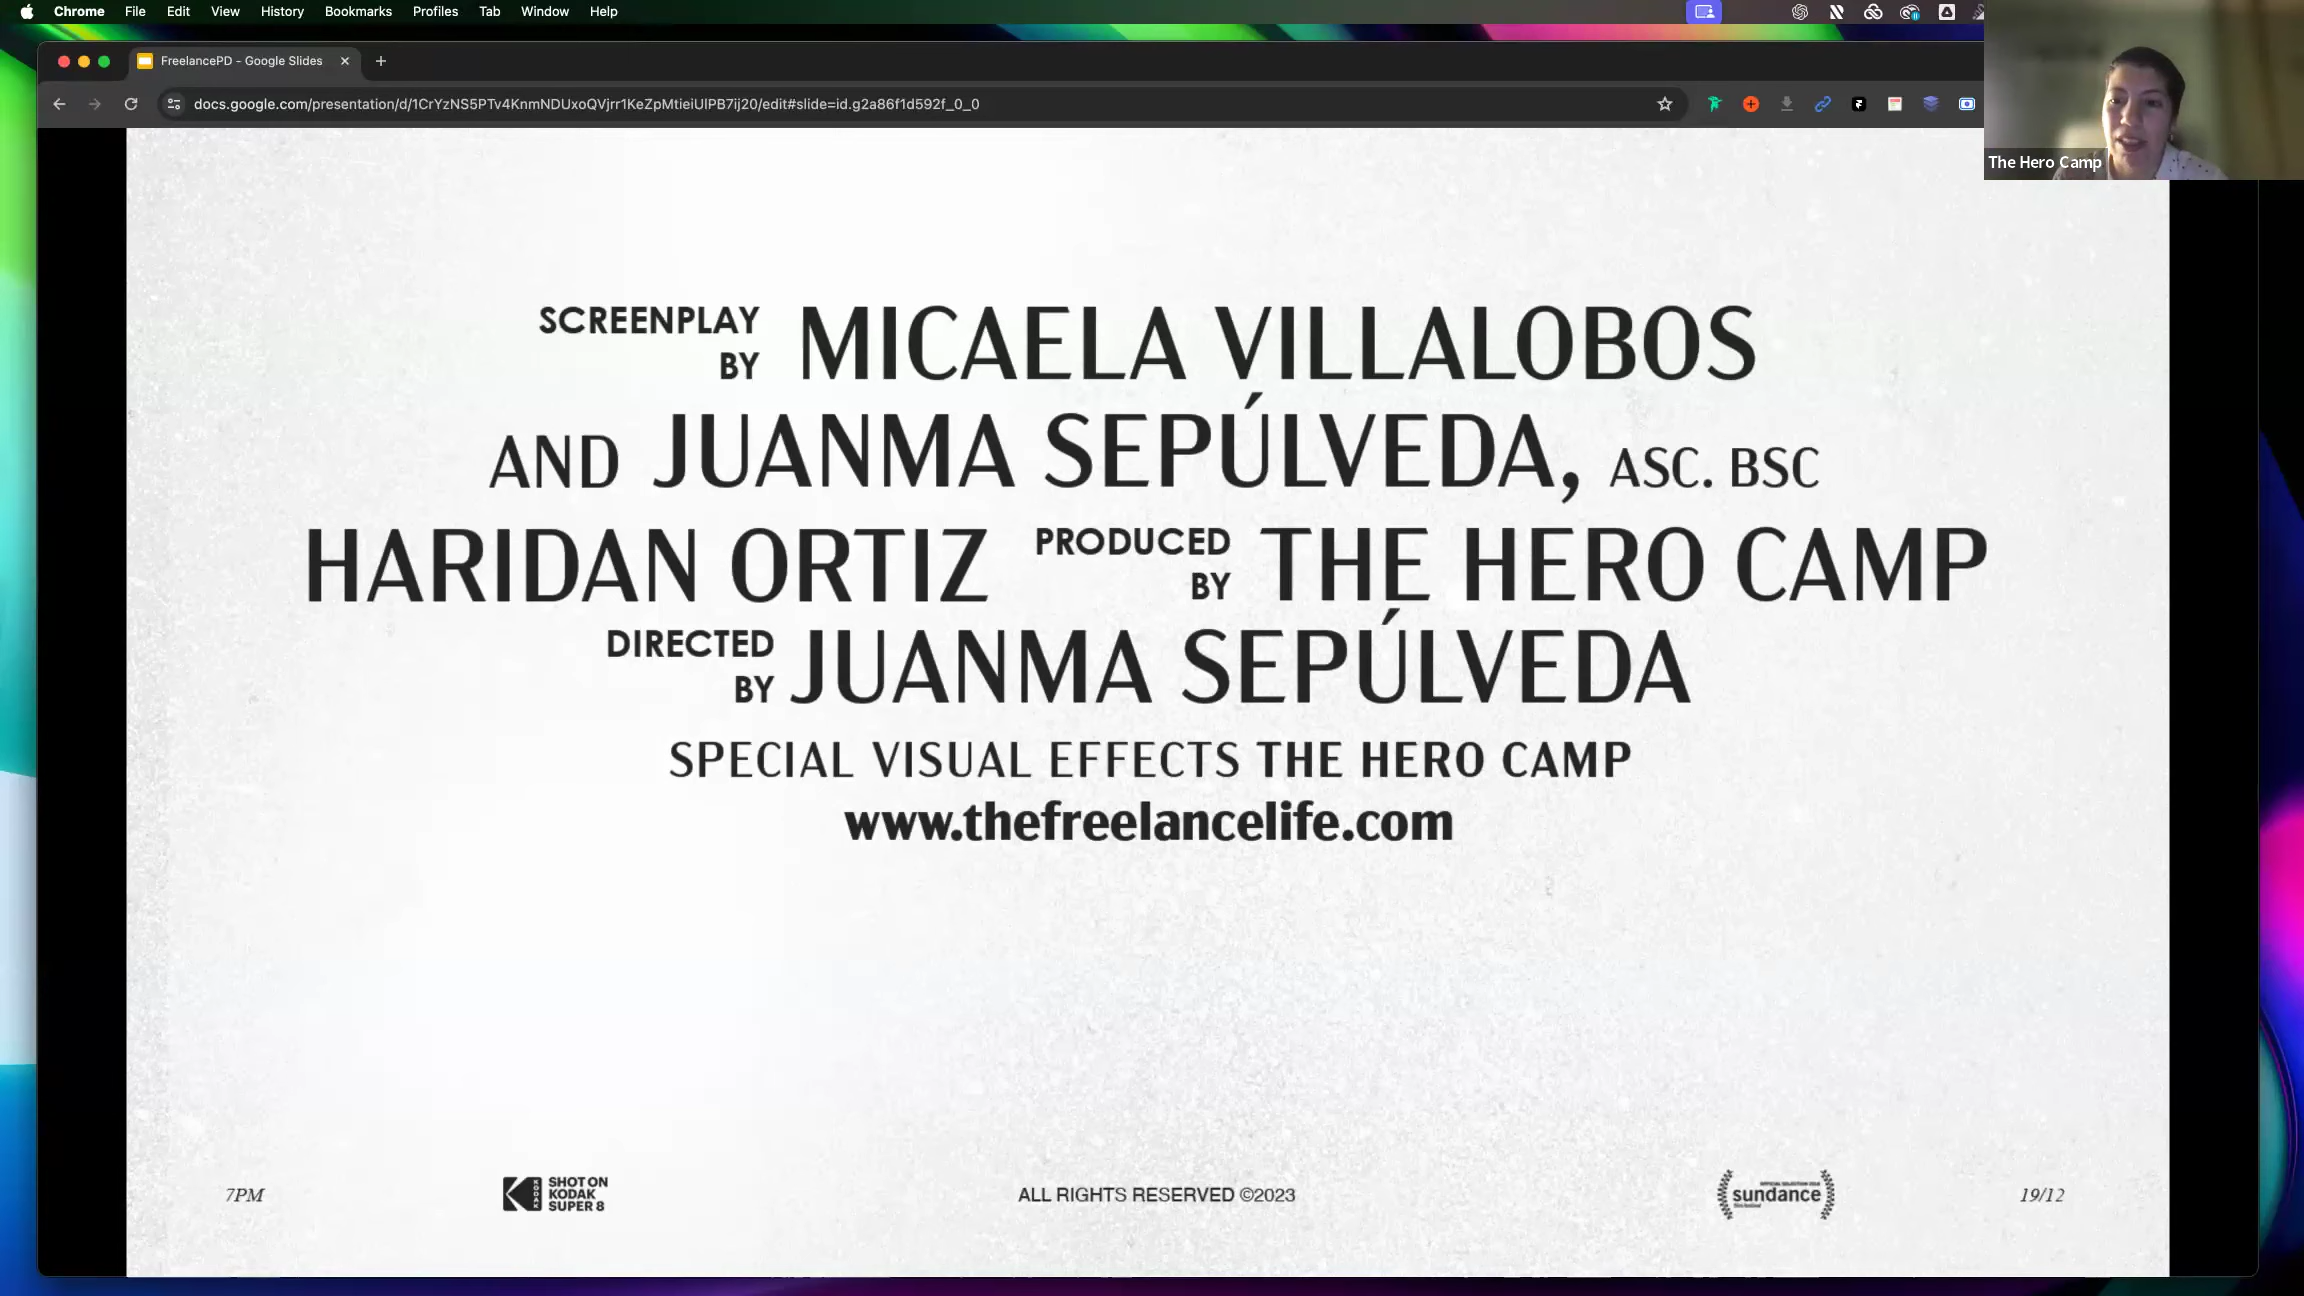 Chrome File Edit View History Bookmarks Profiles Tab Window Help
FreelancePD - Google Slides
docs.google.com/presentation/d/1CrYzNS5PTv4KnmNDUxoQVjrr1KeZpMtieiUlPB7ij20/edit#slide=id.g2a86f1d592f_0_0
The Hero Camp
SCREENPLAY BY MICAELA VILLALOBOS
AND JUANMA SEPÚLVEDA, ASC. BSC
HARIDAN ORTIZ PRODUCED BY THE HERO CAMP
DIRECTED BY JUANMA SEPÚLVEDA
SPECIAL VISUAL EFFECTS THE HERO CAMP
www.thefreelancelife.com
7PM
KODAK
SHOT ON
KODAK
SUPER 8
ALL RIGHTS RESERVED ©2023
sundance
19/12